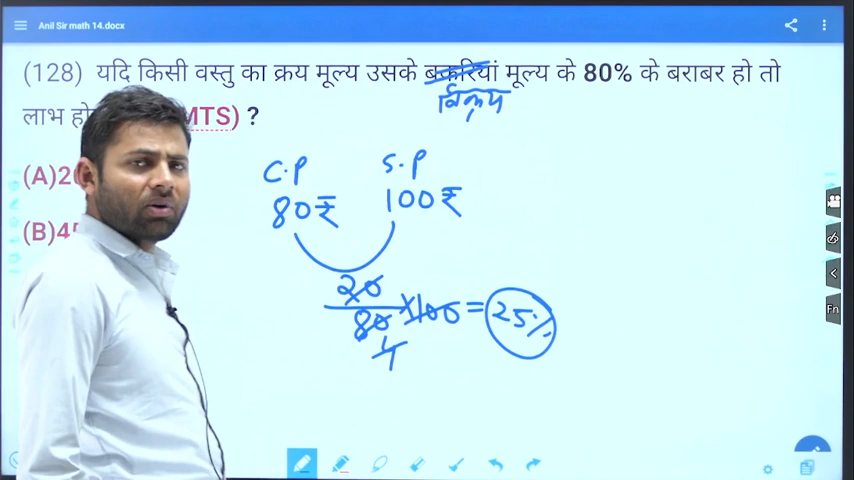 Anil Sir math 14.docx
(128) यदि किसी वस्तु का क्रय मूल्य उसके बकरियां मूल्य के 80% के बराबर हो तो
विक्रय
लाभ MTS) ?
C.P S.P
(A)
80₹ 100₹
(B)4
20
80 × 100 = 25%
4
Fn